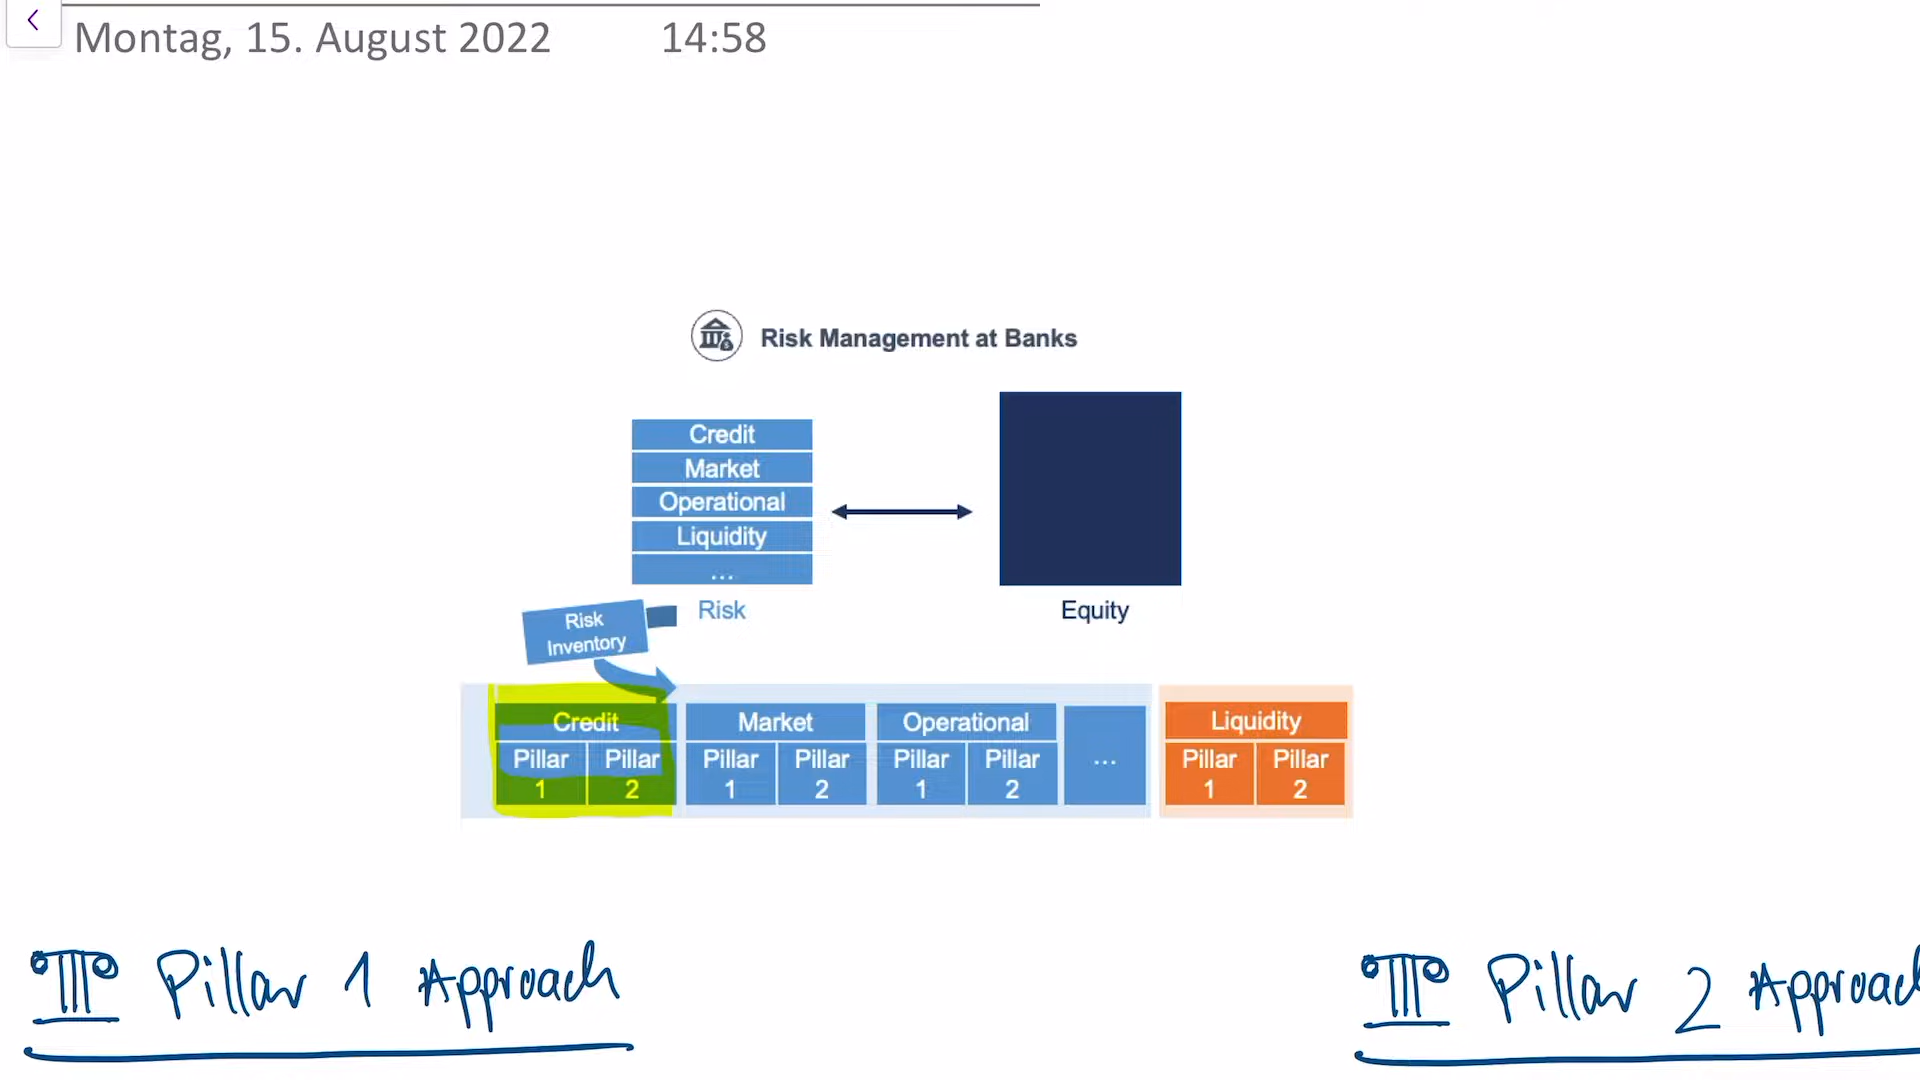 Montag, 15. August 2022 14:58
Risk Management at Banks
Credit
Market
Operational
Liquidity
...
Risk
Equity
Risk
Inventory
Credit Market Operational ... Liquidity
Pillar 1 Pillar 2 Pillar 1 Pillar 2 Pillar 1 Pillar 2 Pillar 1 Pillar 2
Pillar 1 Approach Pillar 2 Approach